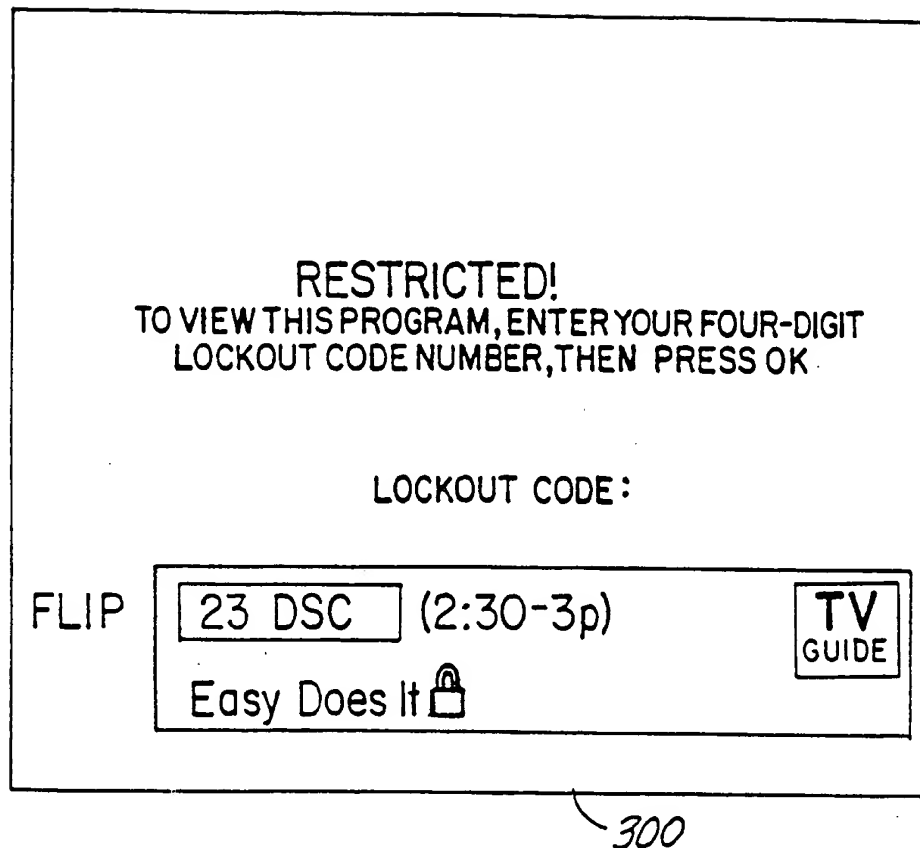 RESTRICTED!
TO VIEW THIS PROGRAM, ENTER YOUR FOUR-DIGIT
LOCKOUT CODE NUMBER, THEN PRESS OK
LOCKOUT CODE:
FLIP
23 DSC (2:30-3p)
TV
GUIDE
Easy Does It
300